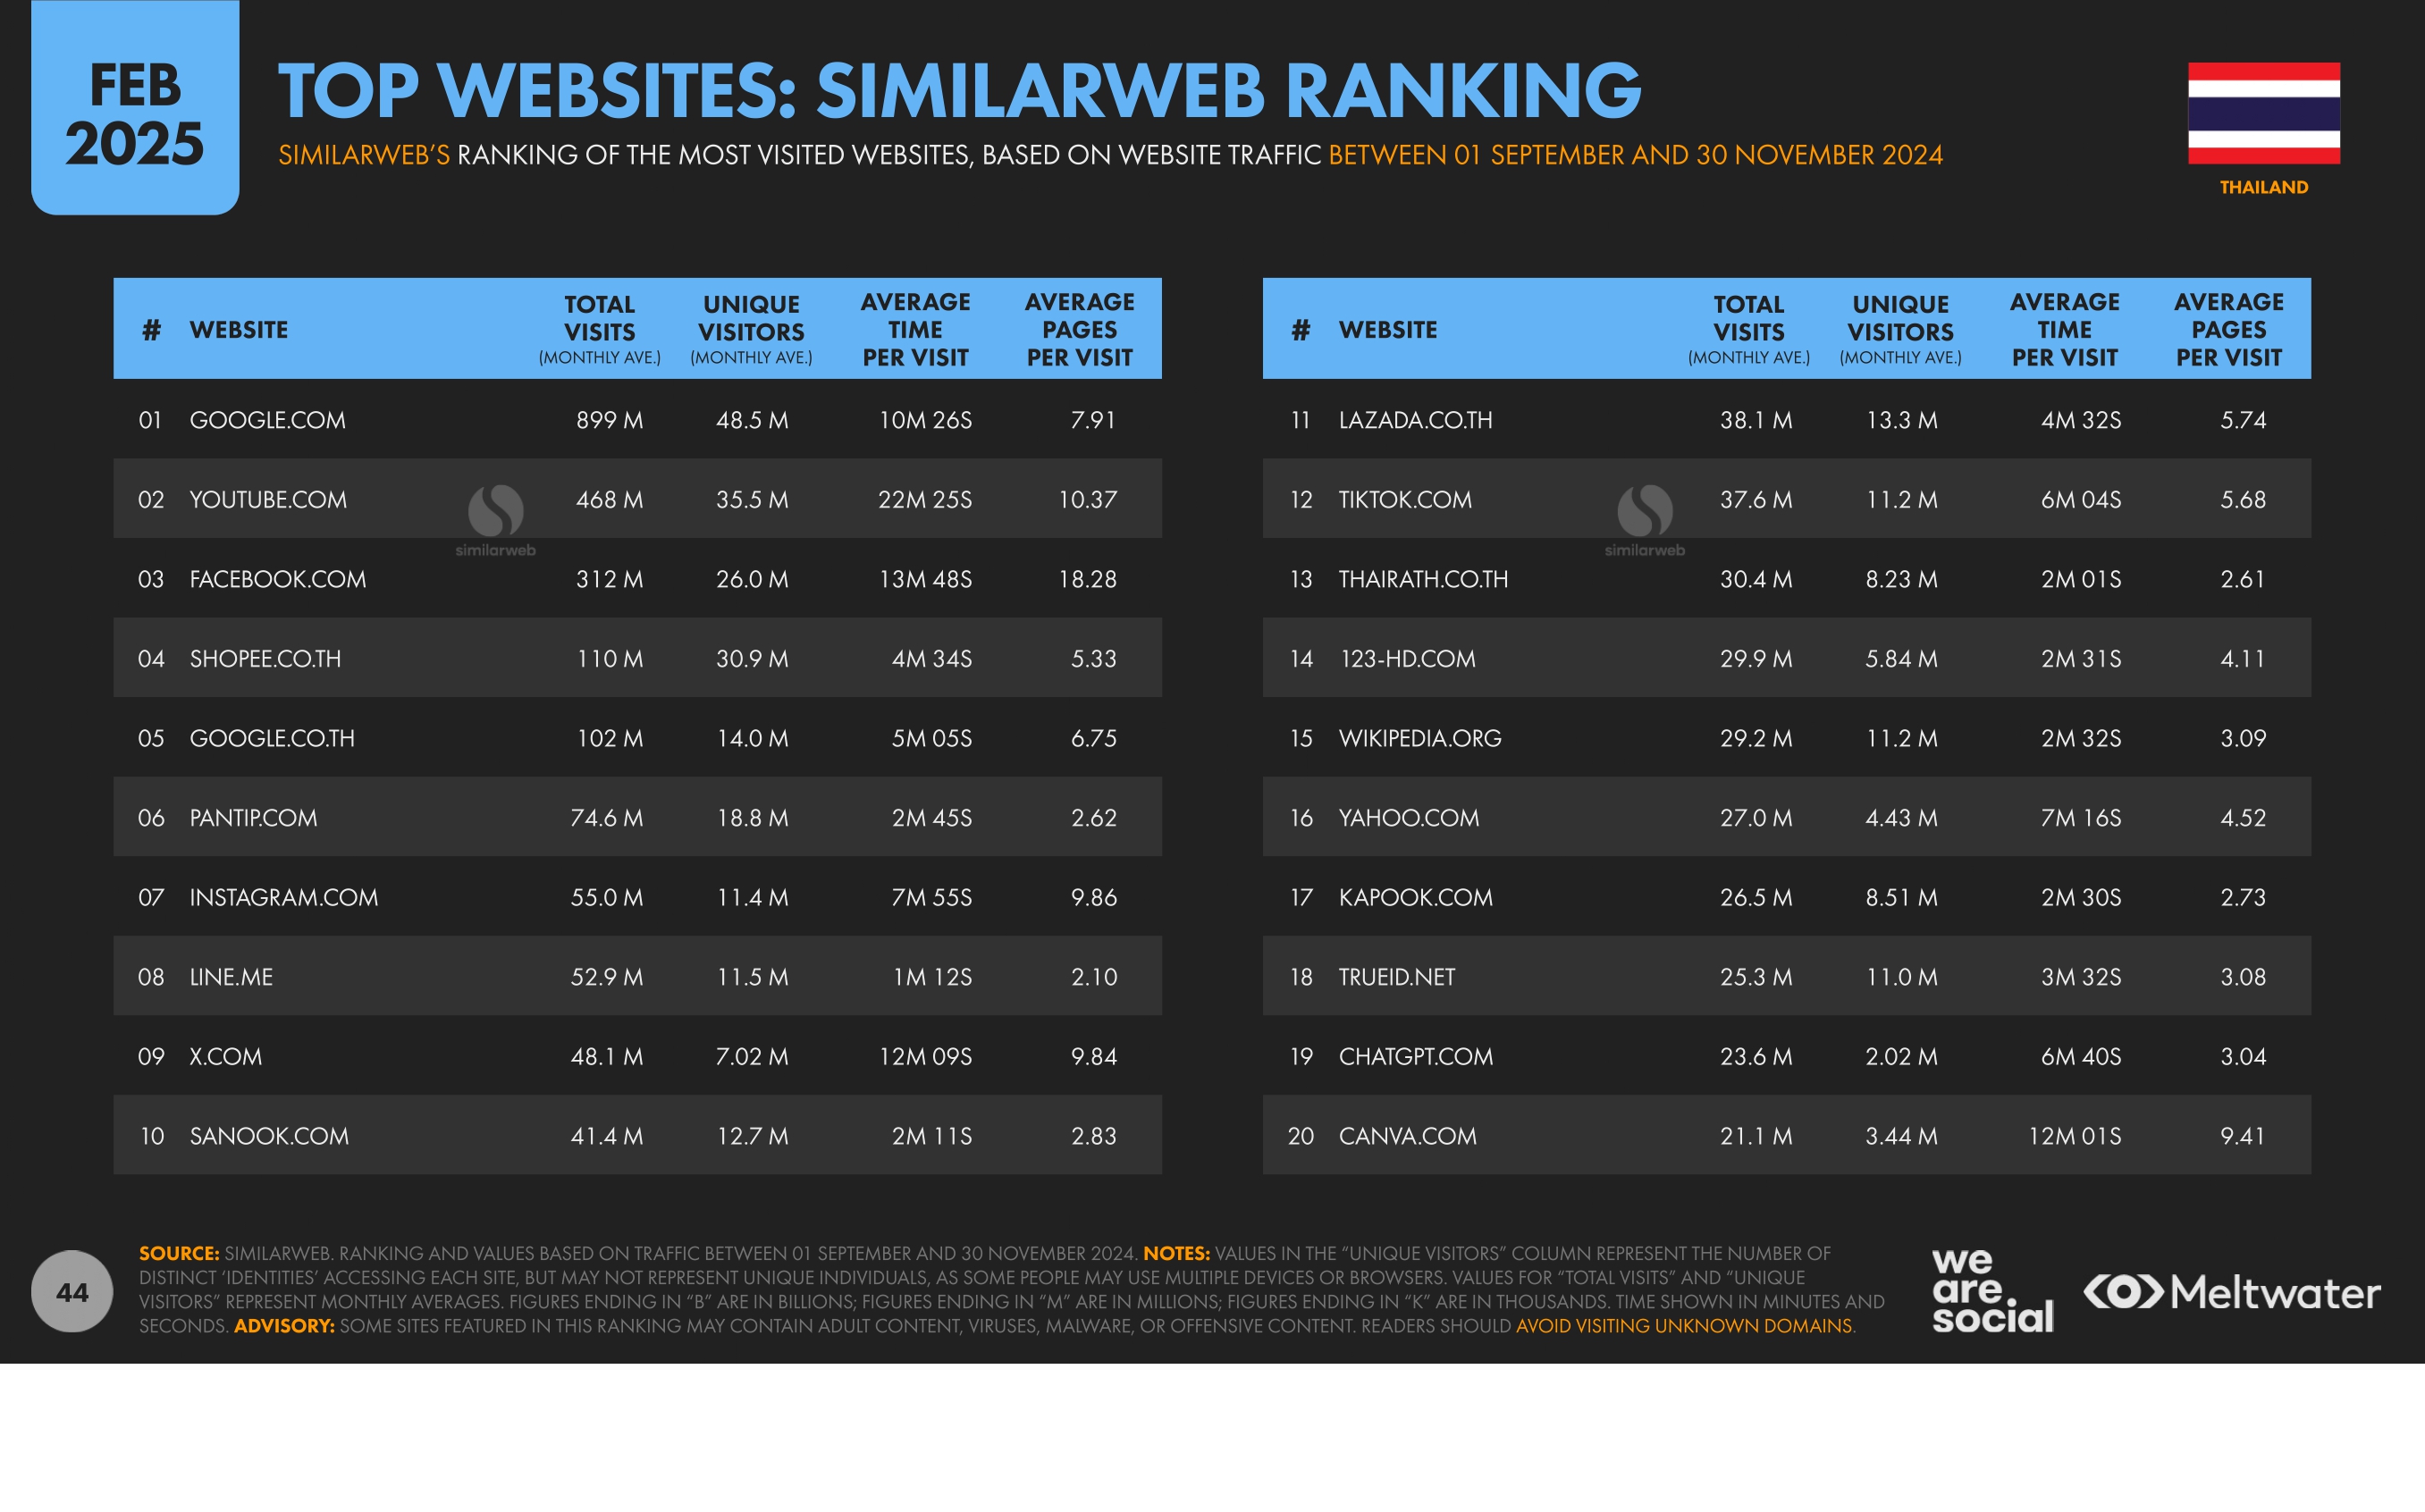 FEB
2025
TOP WEBSITES: SIMILARWEB RANKING
SIMILARWEB'S RANKING OF THE MOST VISITED WEBSITES, BASED ON WEBSITE TRAFFIC BETWEEN 01 SEPTEMBER AND 30 NOVEMBER 2024
THAILAND
# WEBSITE TOTAL VISITS (MONTHLY AVE.) UNIQUE VISITORS (MONTHLY AVE.) AVERAGE TIME PER VISIT AVERAGE PAGES PER VISIT
01 GOOGLE.COM 899 M 48.5 M 10M 26S 7.91
02 YOUTUBE.COM 468 M 35.5 M 22M 25S 10.37
similarweb
03 FACEBOOK.COM 312 M 26.0 M 13M 48S 18.28
04 SHOPEE.CO.TH 110 M 30.9 M 4M 34S 5.33
05 GOOGLE.CO.TH 102 M 14.0 M 5M 05S 6.75
06 PANTIP.COM 74.6 M 18.8 M 2M 45S 2.62
07 INSTAGRAM.COM 55.0 M 11.4 M 7M 55S 9.86
08 LINE.ME 52.9 M 11.5 M 1M 12S 2.10
09 X.COM 48.1 M 7.02 M 12M 09S 9.84
10 SANOOK.COM 41.4 M 12.7 M 2M 11S 2.83
# WEBSITE TOTAL VISITS (MONTHLY AVE.) UNIQUE VISITORS (MONTHLY AVE.) AVERAGE TIME PER VISIT AVERAGE PAGES PER VISIT
11 LAZADA.CO.TH 38.1 M 13.3 M 4M 32S 5.74
12 TIKTOK.COM 37.6 M 11.2 M 6M 04S 5.68
similarweb
13 THAIRATH.CO.TH 30.4 M 8.23 M 2M 01S 2.61
14 123-HD.COM 29.9 M 5.84 M 2M 31S 4.11
15 WIKIPEDIA.ORG 29.2 M 11.2 M 2M 32S 3.09
16 YAHOO.COM 27.0 M 4.43 M 7M 16S 4.52
17 KAPOOK.COM 26.5 M 8.51 M 2M 30S 2.73
18 TRUEID.NET 25.3 M 11.0 M 3M 32S 3.08
19 CHATGPT.COM 23.6 M 2.02 M 6M 40S 3.04
20 CANVA.COM 21.1 M 3.44 M 12M 01S 9.41
44
SOURCE: SIMILARWEB. RANKING AND VALUES BASED ON TRAFFIC BETWEEN 01 SEPTEMBER AND 30 NOVEMBER 2024. NOTES: VALUES IN THE "UNIQUE VISITORS" COLUMN REPRESENT THE NUMBER OF
DISTINCT 'IDENTITIES' ACCESSING EACH SITE, BUT MAY NOT REPRESENT UNIQUE INDIVIDUALS, AS SOME PEOPLE MAY USE MULTIPLE DEVICES OR BROWSERS. VALUES FOR "TOTAL VISITS" AND "UNIQUE
VISITORS" REPRESENT MONTHLY AVERAGES. FIGURES ENDING IN "B" ARE IN BILLIONS; FIGURES ENDING IN "M" ARE IN MILLIONS; FIGURES ENDING IN "K" ARE IN THOUSANDS. TIME SHOWN IN MINUTES AND
SECONDS. ADVISORY: SOME SITES FEATURED IN THIS RANKING MAY CONTAIN ADULT CONTENT, VIRUSES, MALWARE, OR OFFENSIVE CONTENT. READERS SHOULD AVOID VISITING UNKNOWN DOMAINS.
we
are
social
Meltwater